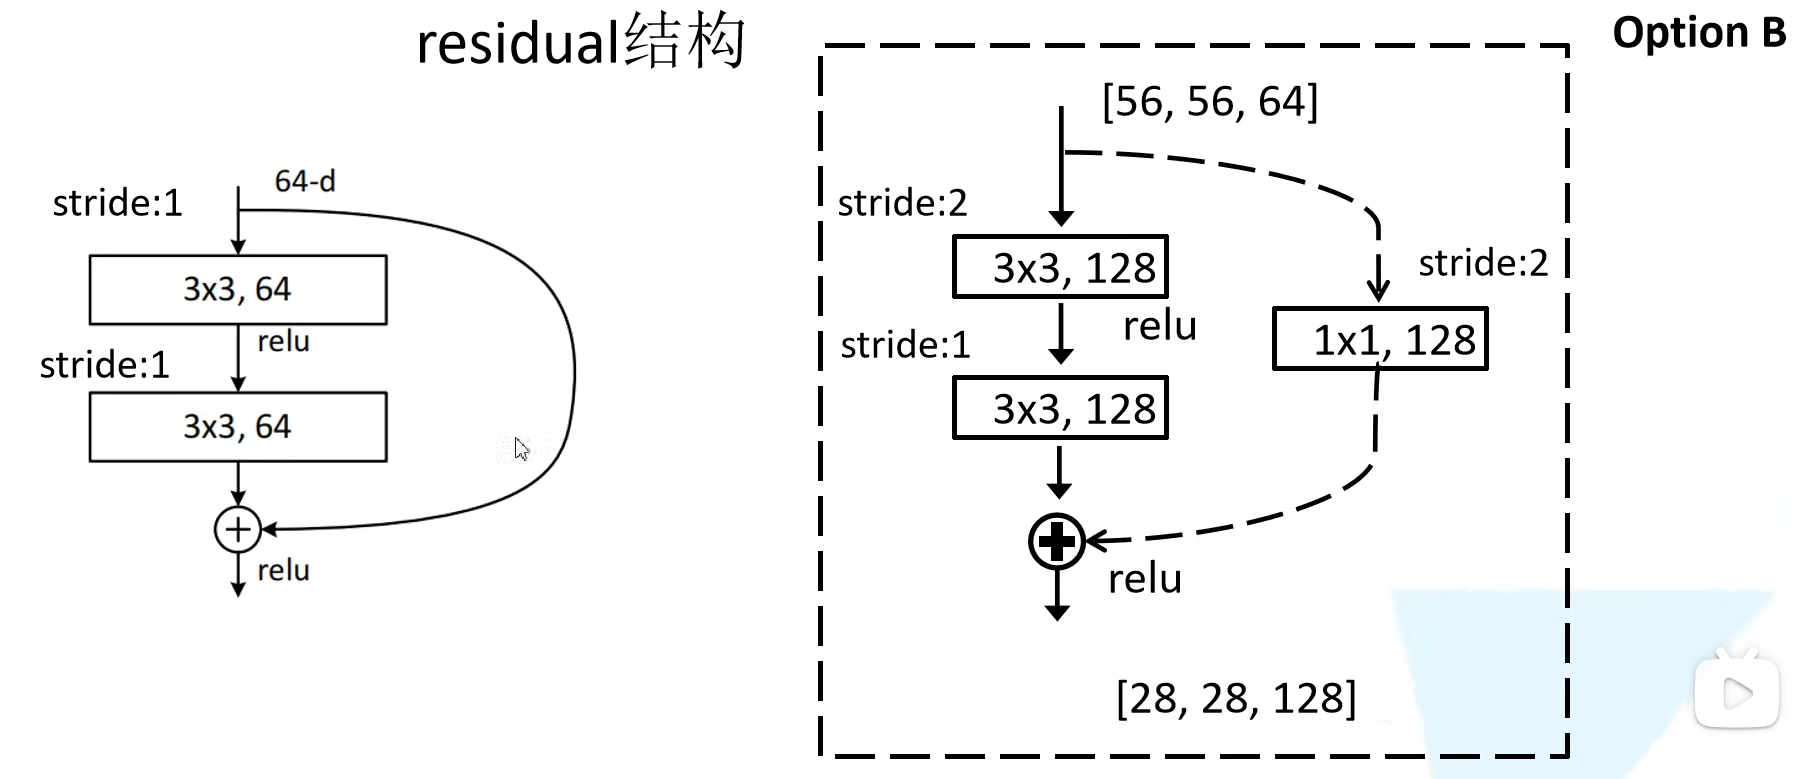 residual结构
Option B
64-d
stride:1
3x3, 64
relu
stride:1
3x3, 64
relu
[56, 56, 64]
stride:2
3x3, 128
stride:2
relu
1x1, 128
stride:1
3x3, 128
relu
[28, 28, 128]